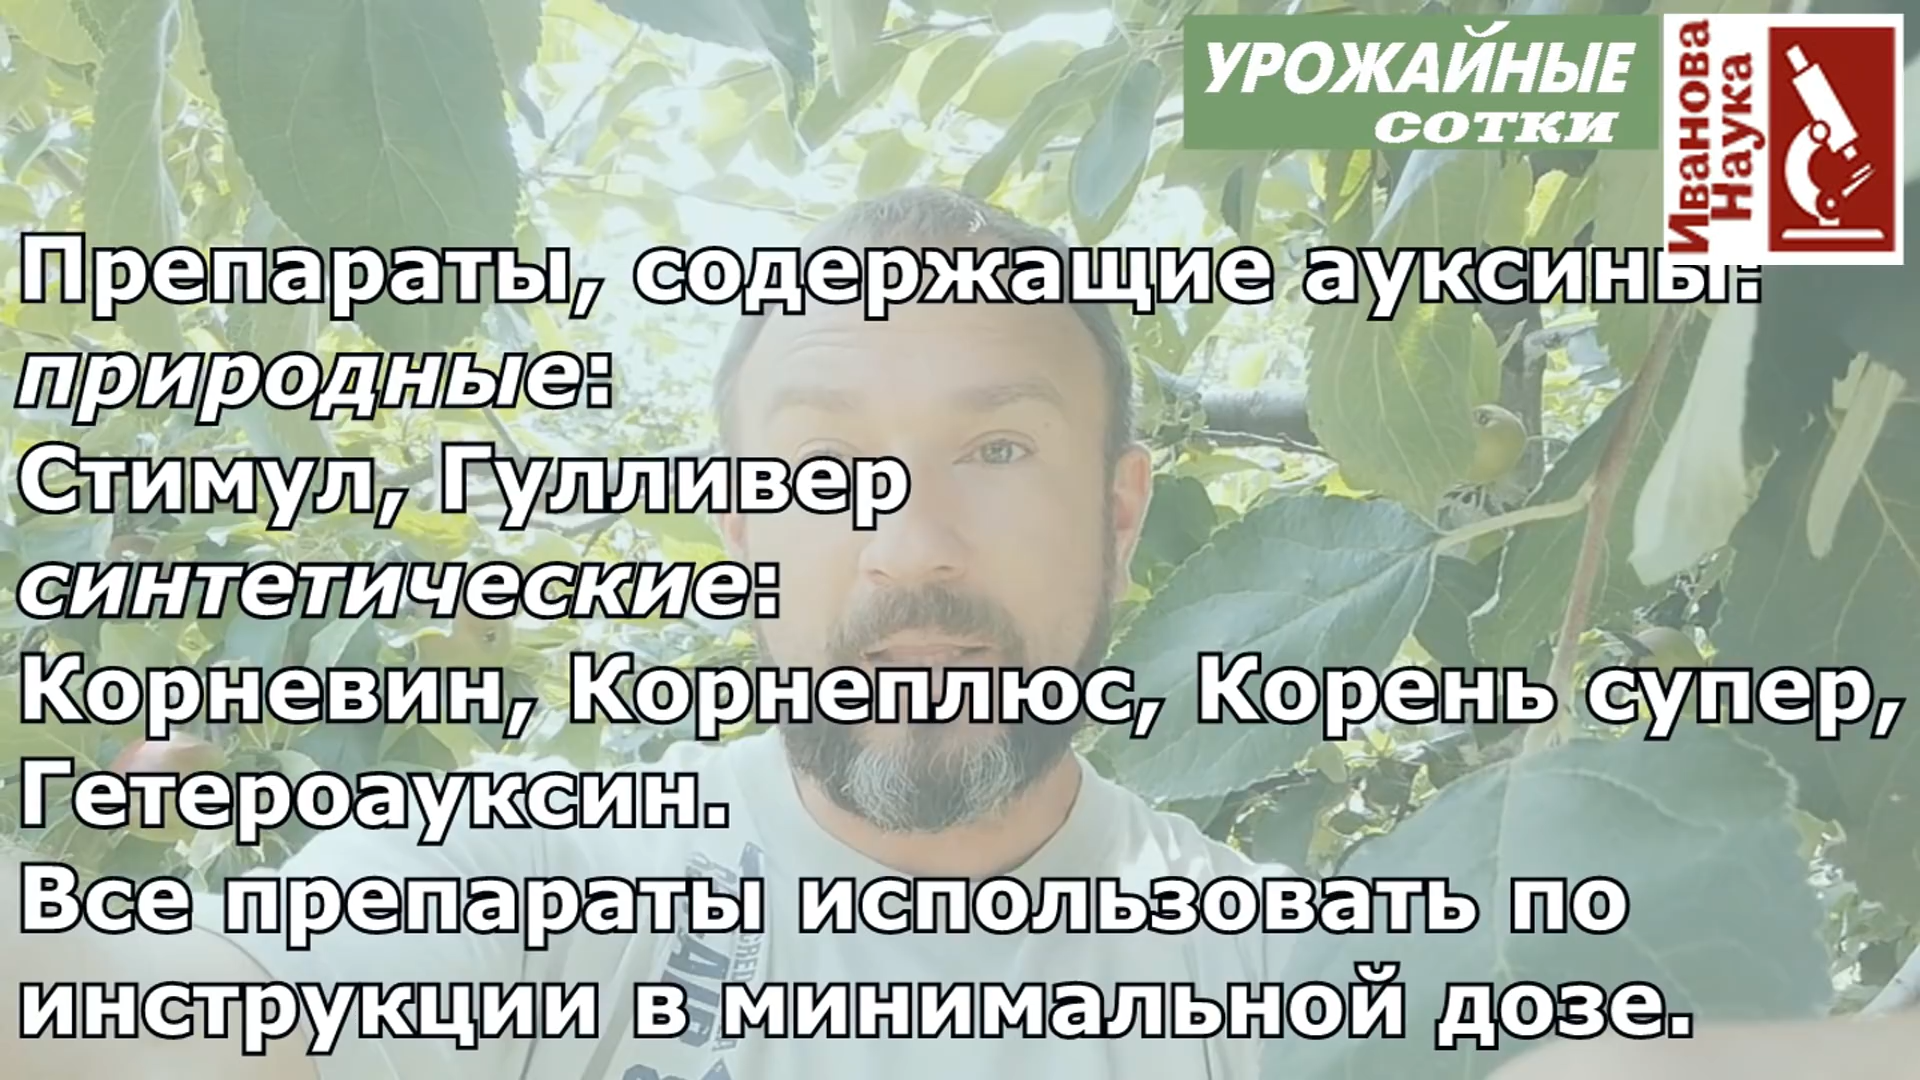 УРОЖАЙНЫЕ
сотки
Иванова
Наука
Препараты, содержащие ауксины:
природные:
Стимул, Гулливер
синтетические:
Корневин, Корнеплюс, Корень супер,
Гетероауксин.
Все препараты использовать по
инструкции в минимальной дозе.